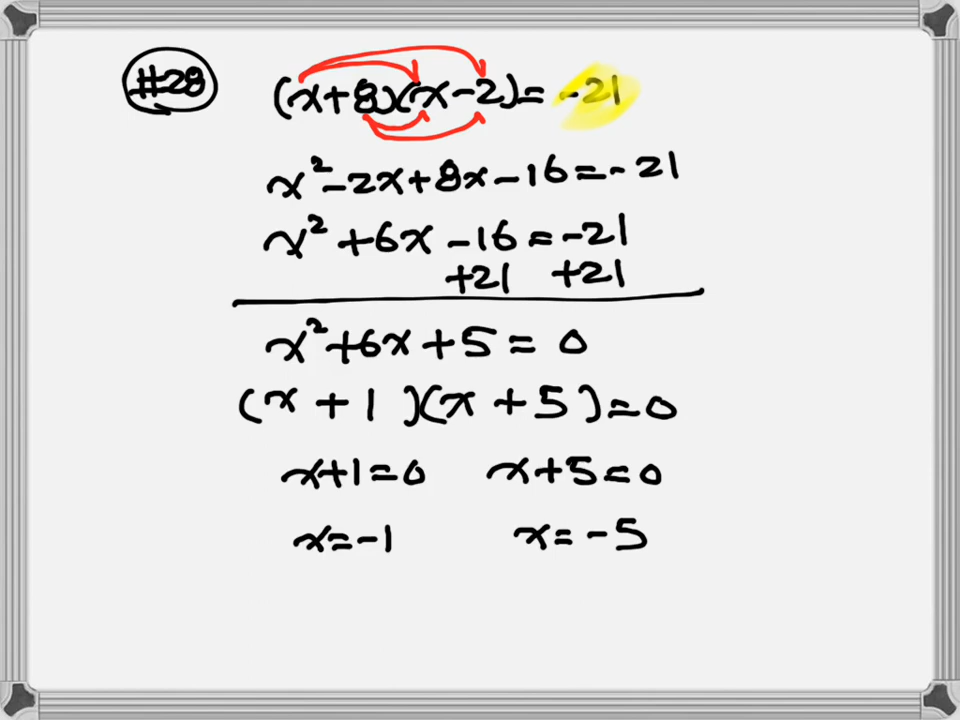 #28 (x+8)(x-2)=-21
x²-2x+8x-16=-21
x²+6x-16=-21
+21 +21
x²+6x+5=0
(x+1)(x+5)=0
x+1=0 x+5=0
x=-1 x=-5